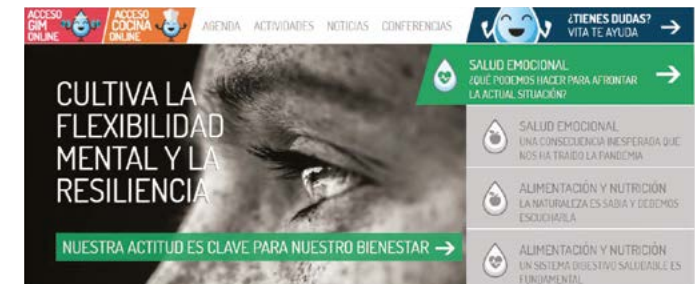 ACCESO
GIM
ONLINE
ACCESO
COCINA
ONLINE
AGENDA
ACTIVIDADES
NOTICIAS
CONFERENCIAS
¿TIENES DUDAS?
VITA TE AYUDA
CULTIVA LA
FLEXIBILIDAD
MENTAL Y LA
RESILIENCIA
NUESTRA ACTITUD ES CLAVE PARA NUESTRO BIENESTAR
SALUD EMOCIONAL
¿QUÉ PODEMOS HACER PARA AFRONTAR
LA ACTUAL SITUACIÓN?
SALUD EMOCIONAL
UNA CONSECUENCIA INESPERADA QUE
NOS HA TRAIDO LA PANDEMIA
ALIMENTACIÓN Y NUTRICIÓN
LA NATURALEZA ES SABIA Y DEBEMOS
ESCUCHARLA
ALIMENTACIÓN Y NUTRICIÓN
UN SISTEMA DIGESTIVO SALUDABLE ES
FUNDAMENTAL